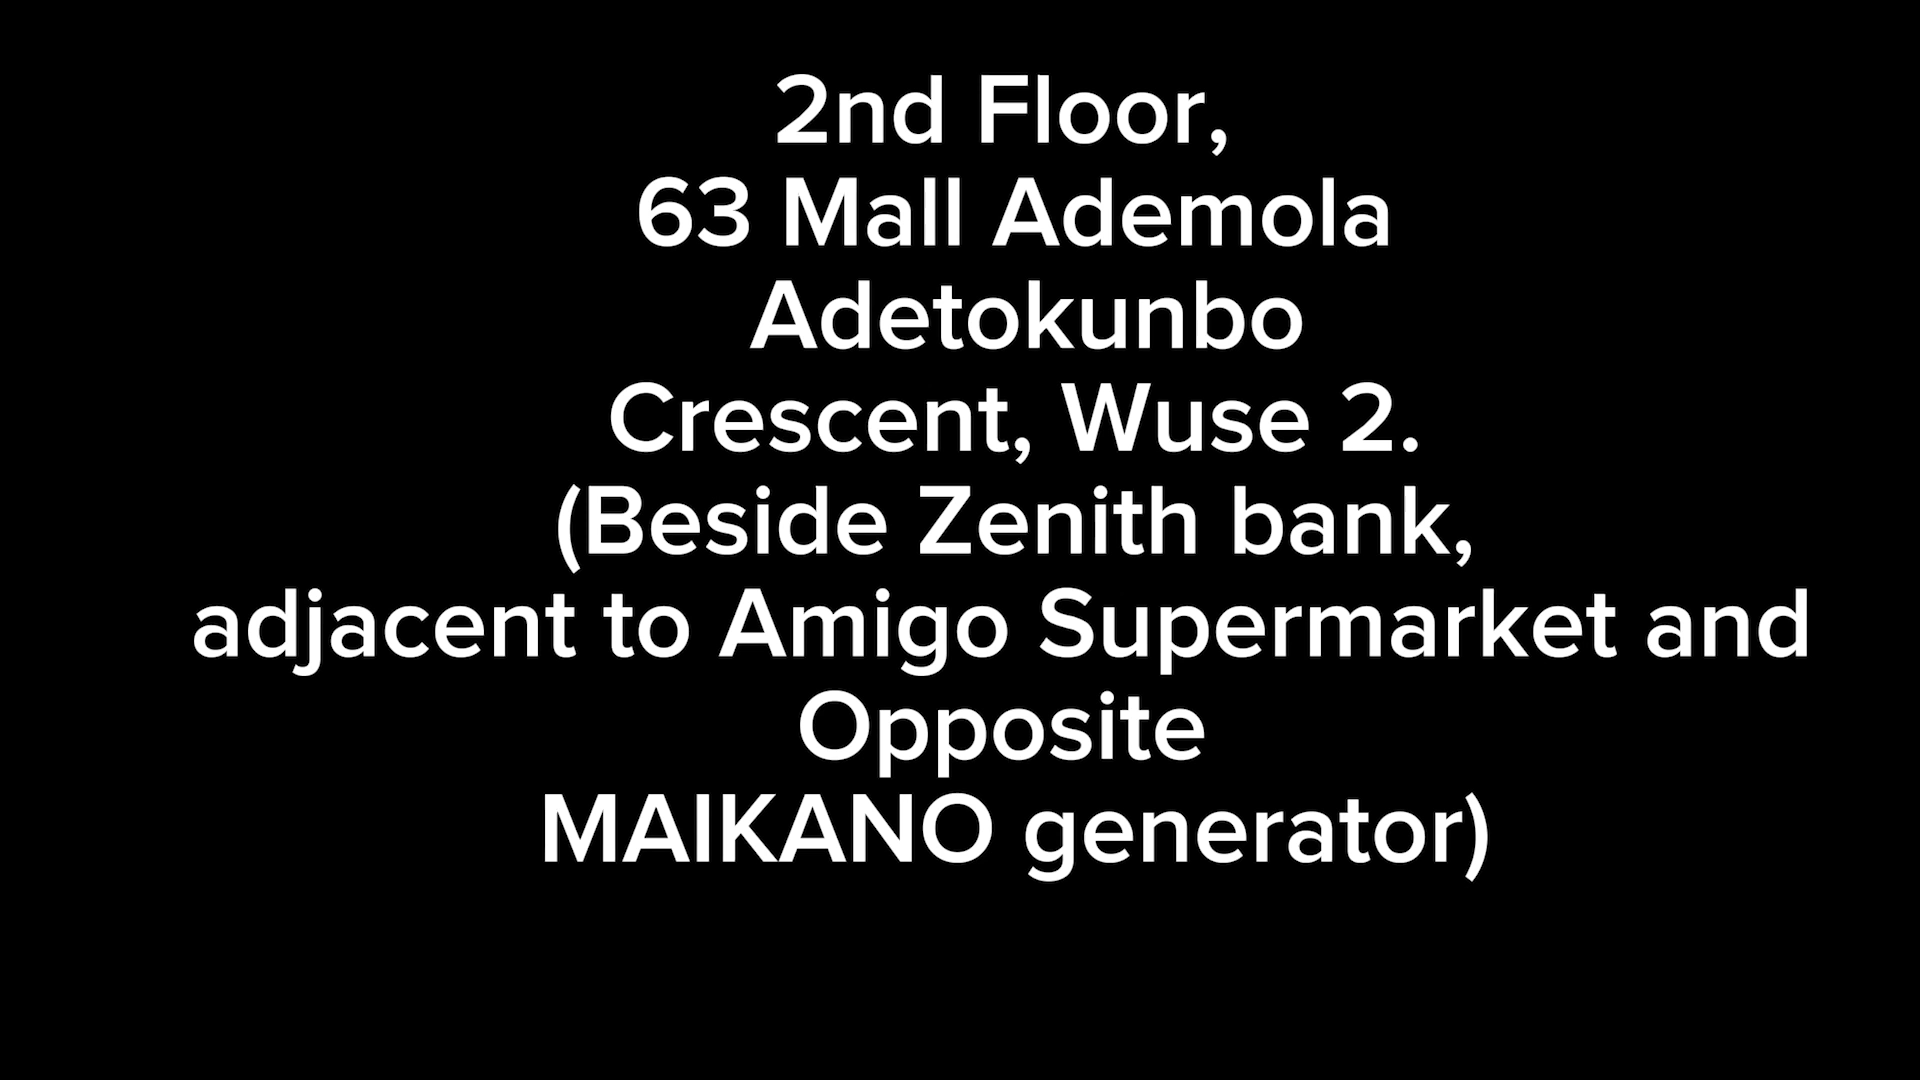 2nd Floor,
63 Mall Ademola
Adetokunbo
Crescent, Wuse 2.
(Beside Zenith bank,
adjacent to Amigo Supermarket and
Opposite
MAIKANO generator)